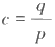 c = q/p